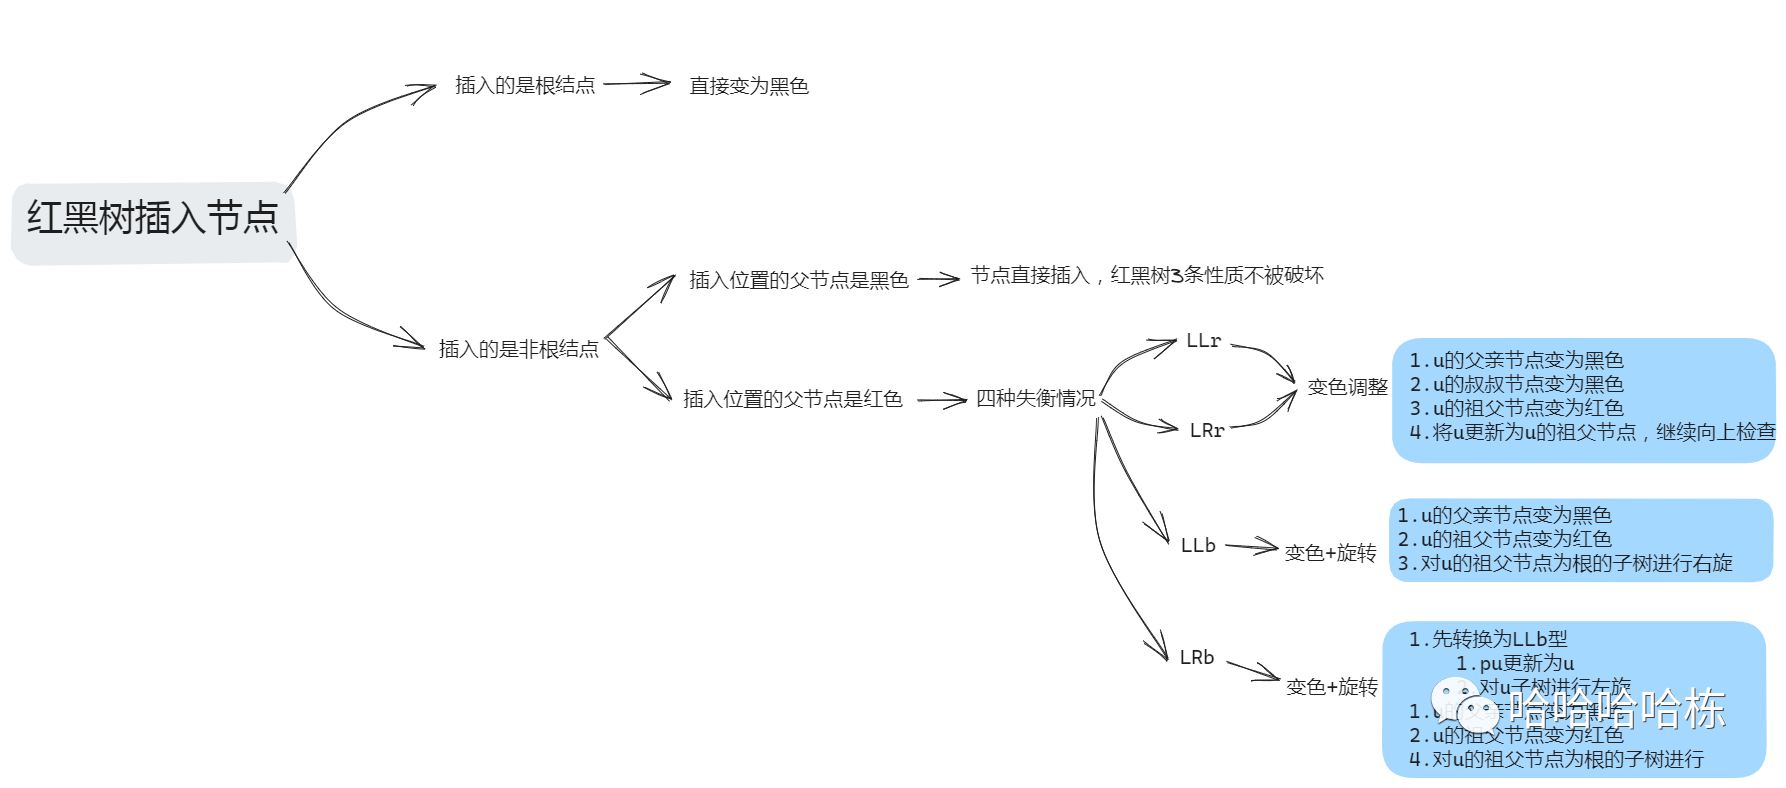 红黑树插入节点
插入的是根结点
直接变为黑色
插入的是非根结点
插入位置的父节点是黑色
节点直接插入，红黑树3条性质不被破坏
插入位置的父节点是红色
四种失衡情况
LLr
LRr
变色调整
1.u的父亲节点变为黑色
2.u的叔叔节点变为黑色
3.u的祖父节点变为红色
4.将u更新为u的祖父节点，继续向上检查
LLb
变色+旋转
1.u的父亲节点变为黑色
2.u的祖父节点变为红色
3.对u的祖父节点为根的子树进行右旋
LRb
变色+旋转
1.先转换为LLb型
1.pu更新为u
2.对u子树进行左旋
1.u的父亲节点变为黑色
2.u的祖父节点变为红色
4.对u的祖父节点为根的子树进行
哈哈哈哈栋